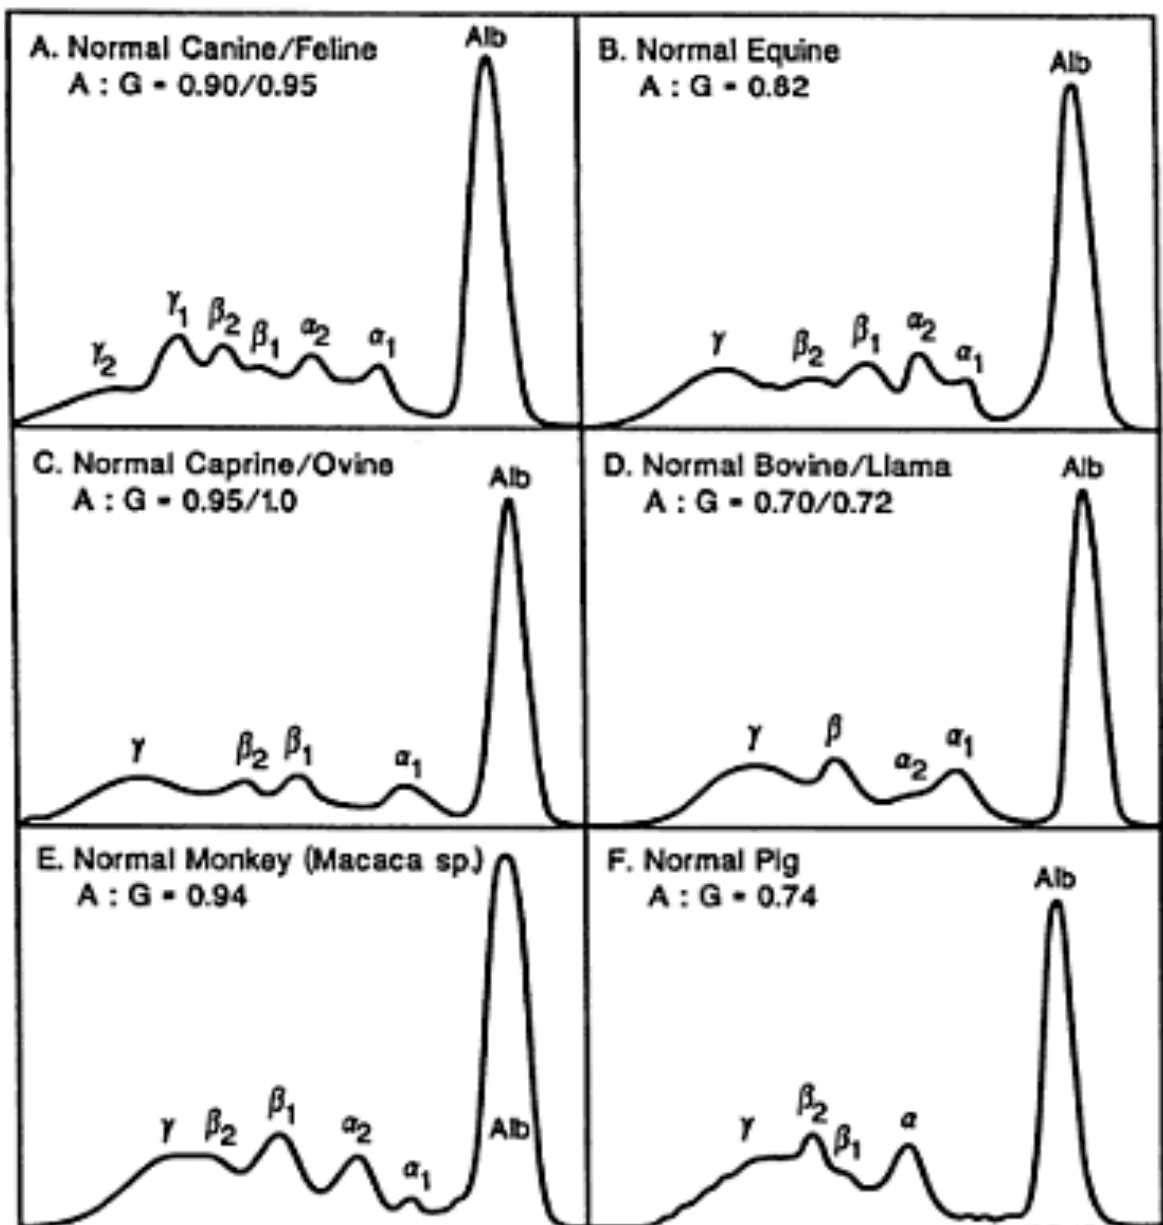 A. Normal Canine/Feline
A : G = 0.90/0.95
Alb
γ2
γ1
β2
β1
α2
α1
B. Normal Equine
A : G = 0.82
Alb
γ
β2
β1
α2
α1
C. Normal Caprine/Ovine
A : G = 0.95/1.0
Alb
γ
β2
β1
α1
D. Normal Bovine/Llama
A : G = 0.70/0.72
Alb
γ
β
α2
α1
E. Normal Monkey (Macaca sp.)
A : G = 0.94
γ
β2
β1
α2
α1
Alb
F. Normal Pig
A : G = 0.74
Alb
γ
β2
β1
α